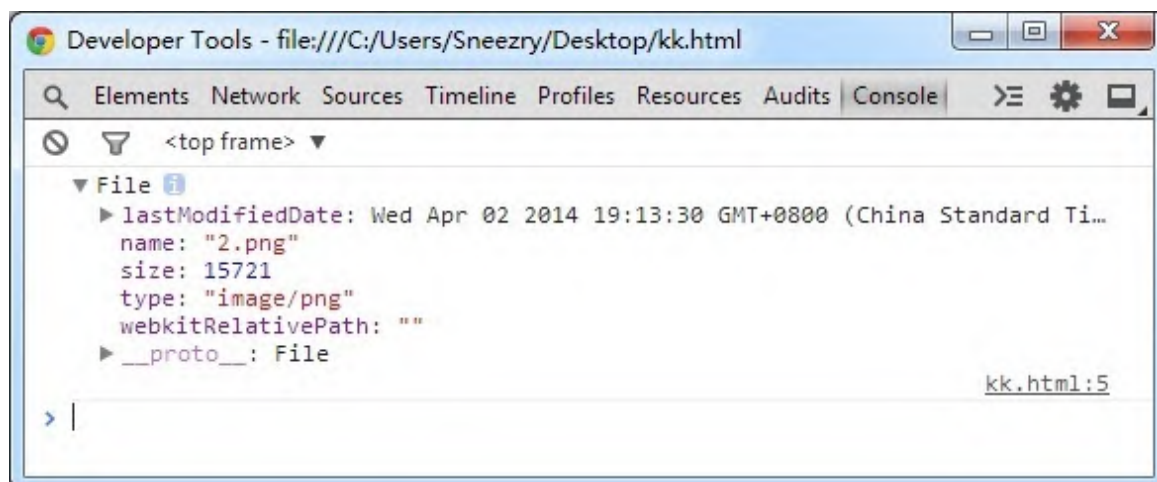 Developer Tools - file:///C:/Users/Sneezry/Desktop/kk.html
Elements Network Sources Timeline Profiles Resources Audits Console
<top frame> ▼
▼ File i
▶ lastModifiedDate: Wed Apr 02 2014 19:13:30 GMT+0800 (China Standard Ti…
name: "2.png"
size: 15721
type: "image/png"
webkitRelativePath: ""
▶ __proto__: File
kk.html:5
>